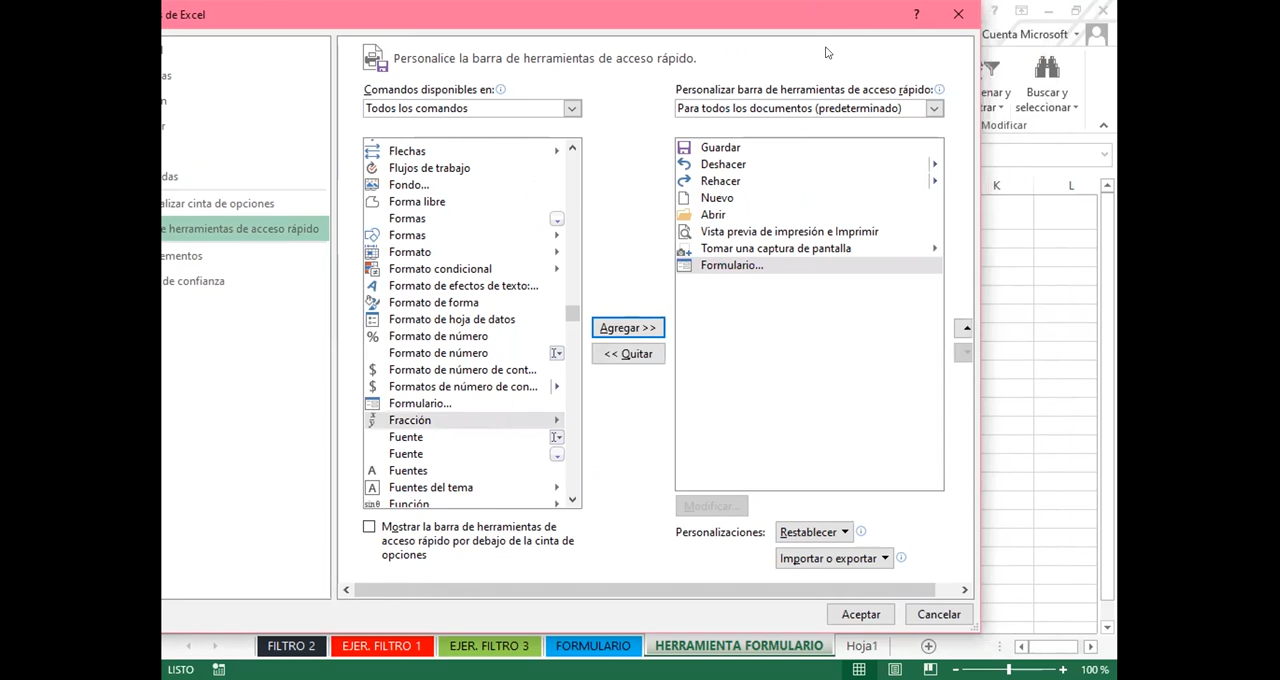 s de Excel
?
Cuenta Microsoft
as
ar
das
alizar cinta de opciones
e herramientas de acceso rápido
ementos
de confianza
Personalice la barra de herramientas de acceso rápido.
Comandos disponibles en:
Todos los comandos
Flechas
Flujos de trabajo
Fondo...
Forma libre
Formas
Formas
Formato
Formato condicional
Formato de efectos de texto:...
Formato de forma
Formato de hoja de datos
Formato de número
Formato de número
Formato de número de cont...
Formatos de número de con...
Formulario...
Fracción
Fuente
Fuente
Fuentes
Fuentes del tema
Función
Mostrar la barra de herramientas de
acceso rápido por debajo de la cinta de
opciones
Agregar >>
<< Quitar
Personalizar barra de herramientas de acceso rápido:
Para todos los documentos (predeterminado)
Guardar
Deshacer
Rehacer
Nuevo
Abrir
Vista previa de impresión e Imprimir
Tomar una captura de pantalla
Formulario...
Modificar...
Personalizaciones: Restablecer
Importar o exportar
Aceptar Cancelar
enar y
trar
Buscar y
seleccionar
Modificar
K L
FILTRO 2 EJER. FILTRO 1 EJER. FILTRO 3 FORMULARIO HERRAMIENTA FORMULARIO Hoja1
LISTO 100 %